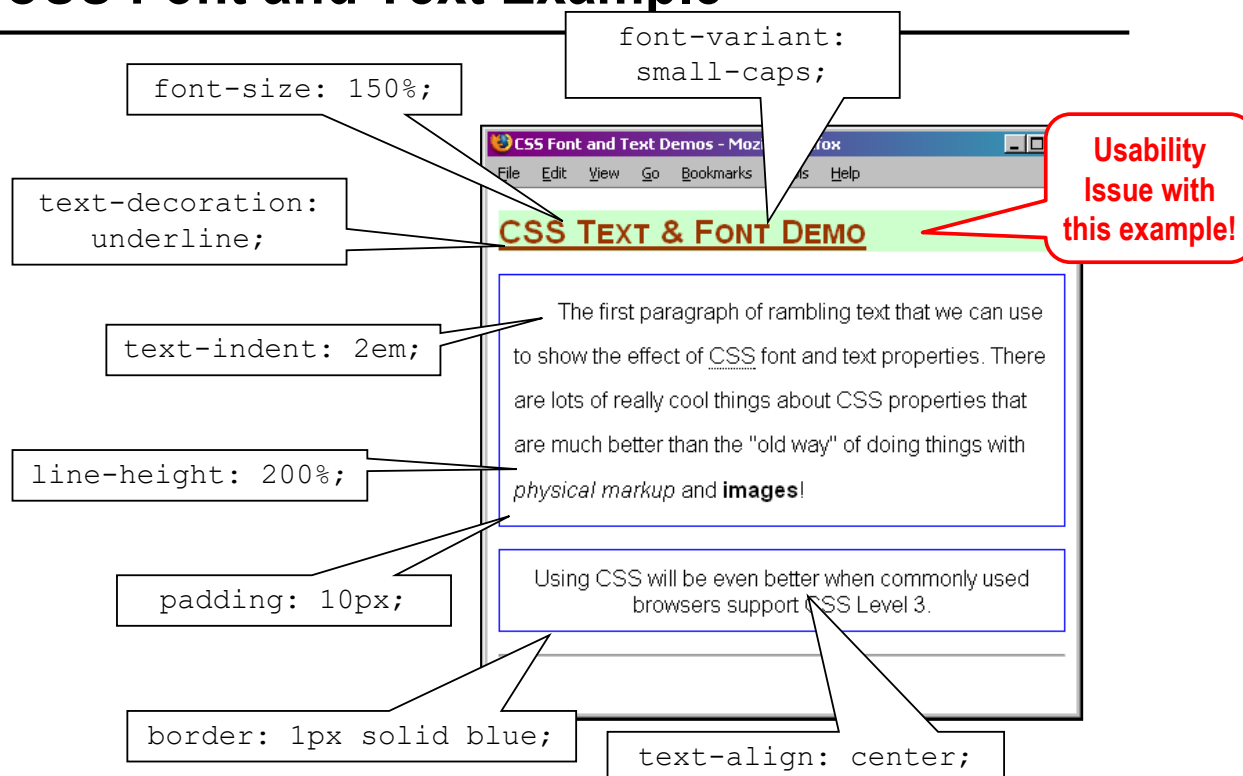 CSS Font and Text Example
font-variant:
small-caps;
font-size: 150%;
Usability
Issue with
this example!
CSS Font and Text Demos - Moz ox
File Edit View Go Bookmarks ls Help
text-decoration:
underline;
CSS TEXT & FONT DEMO
The first paragraph of rambling text that we can use
text-indent: 2em;
to show the effect of CSS font and text properties. There
are lots of really cool things about CSS properties that
are much better than the "old way" of doing things with
line-height: 200%;
physical markup and images!
Using CSS will be even better when commonly used
browsers support CSS Level 3.
padding: 10px;
border: 1px solid blue;
text-align: center;